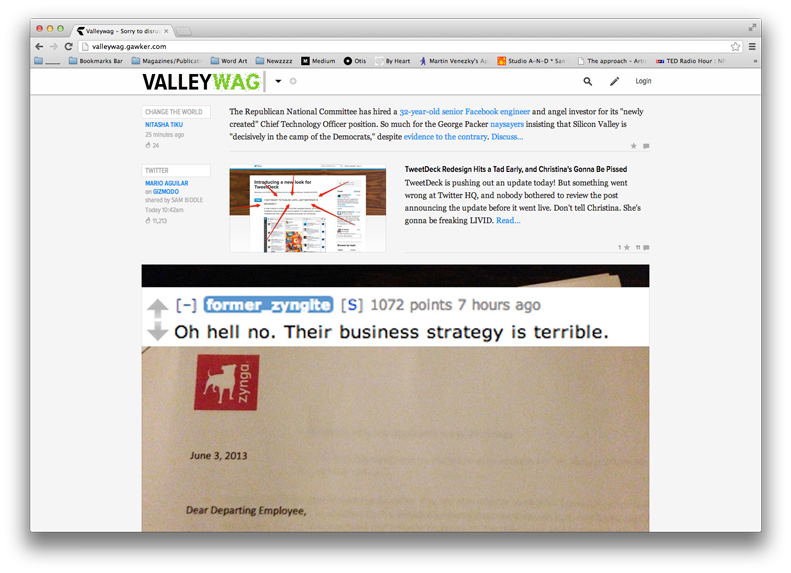 Valleywag – Sorry to disrup
valleywag.gawker.com
____ Bookmarks Bar Magazines/Publicat Word Art Newzzzz Medium Otis By Heart Martin Venezky's Ap Studio A-N-D * San The approach – Arti TED Radio Hour : NP »
VALLEYWAG
Login
CHANGE THE WORLD
NITASHA TIKU
25 minutes ago
24
The Republican National Committee has hired a 32-year-old senior Facebook engineer and angel investor for its "newly
created" Chief Technology Officer position. So much for the George Packer naysayers insisting that Silicon Valley is
"decisively in the camp of the Democrats," despite evidence to the contrary. Discuss...
TWITTER
MARIO AGUILAR
on GIZMODO
shared by SAM BIDDLE
Today 10:42am
11,213
Introducing a new look for
TweetDeck
TweetDeck Redesign Hits a Tad Early, and Christina's Gonna Be Pissed
TweetDeck is pushing out an update today! But something went
wrong at Twitter HQ, and nobody bothered to review the post
announcing the update before it went live. Don't tell Christina. She's
gonna be freaking LIVID. Read...
1 11
[–] former_zyngite [S] 1072 points 7 hours ago
Oh hell no. Their business strategy is terrible.
zynga
June 3, 2013
Dear Departing Employee,